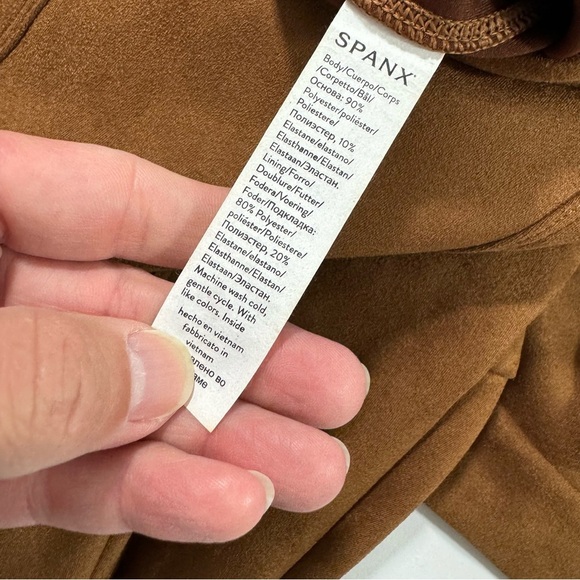 SPANX
Body/Cuerpo/Corps
/Corpetto/Bål/
Основа: 90%
Polyester/poliéster/
Poliestere/
Полиэстер, 10%
Elastane/elastano/
Elasthanne/Elastan/
Elastaan/Эластан.
Lining/Forro/
Doublure/Futter/
Fodera/Voering/
Foder/Подкладка:
80% Polyester/
poliéster/Poliestere/
Полиэстер, 20%
Elastane/elastano/
Elasthanne/Elastan/
Elastaan/Эластан.
Machine wash cold,
gentle cycle. With
like colors. Inside
hecho en vietnam
fabbricato in
vietnam
во